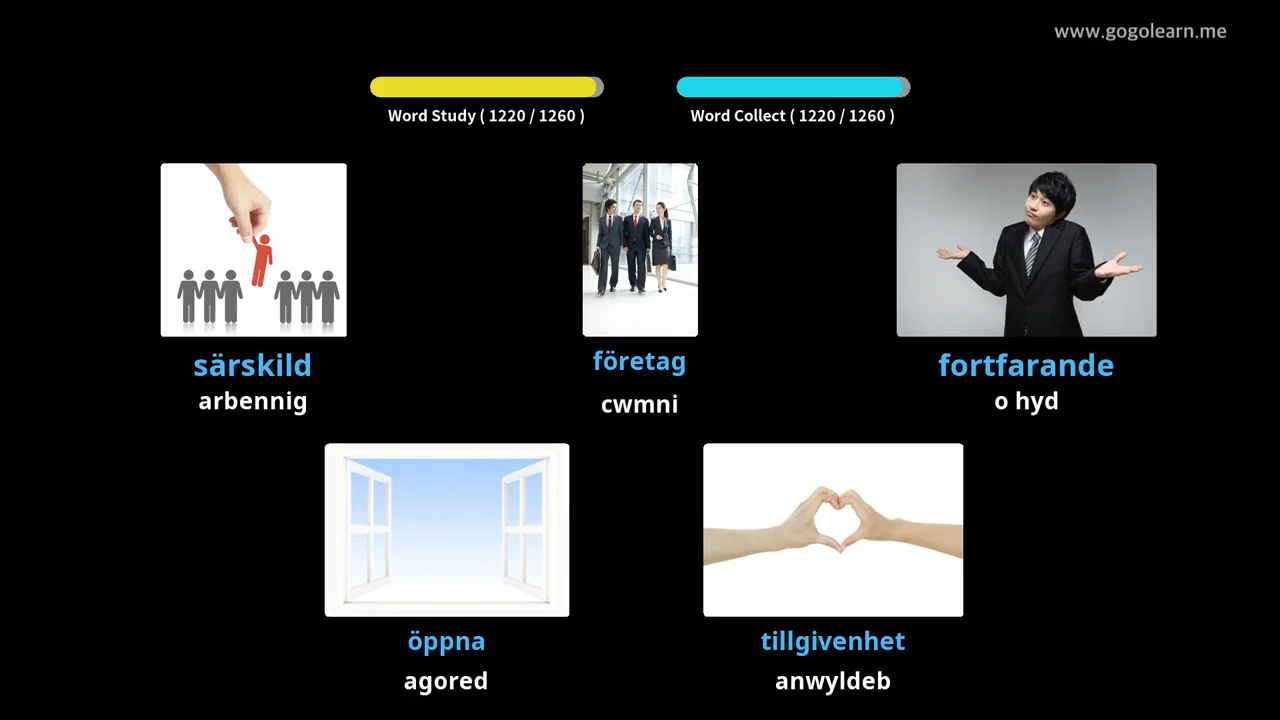 www.gogolearn.me
Word Study ( 1220 / 1260 )
Word Collect ( 1220 / 1260 )
särskild
arbennig
företag
cwmni
fortfarande
o hyd
öppna
agored
tillgivenhet
anwyldeb